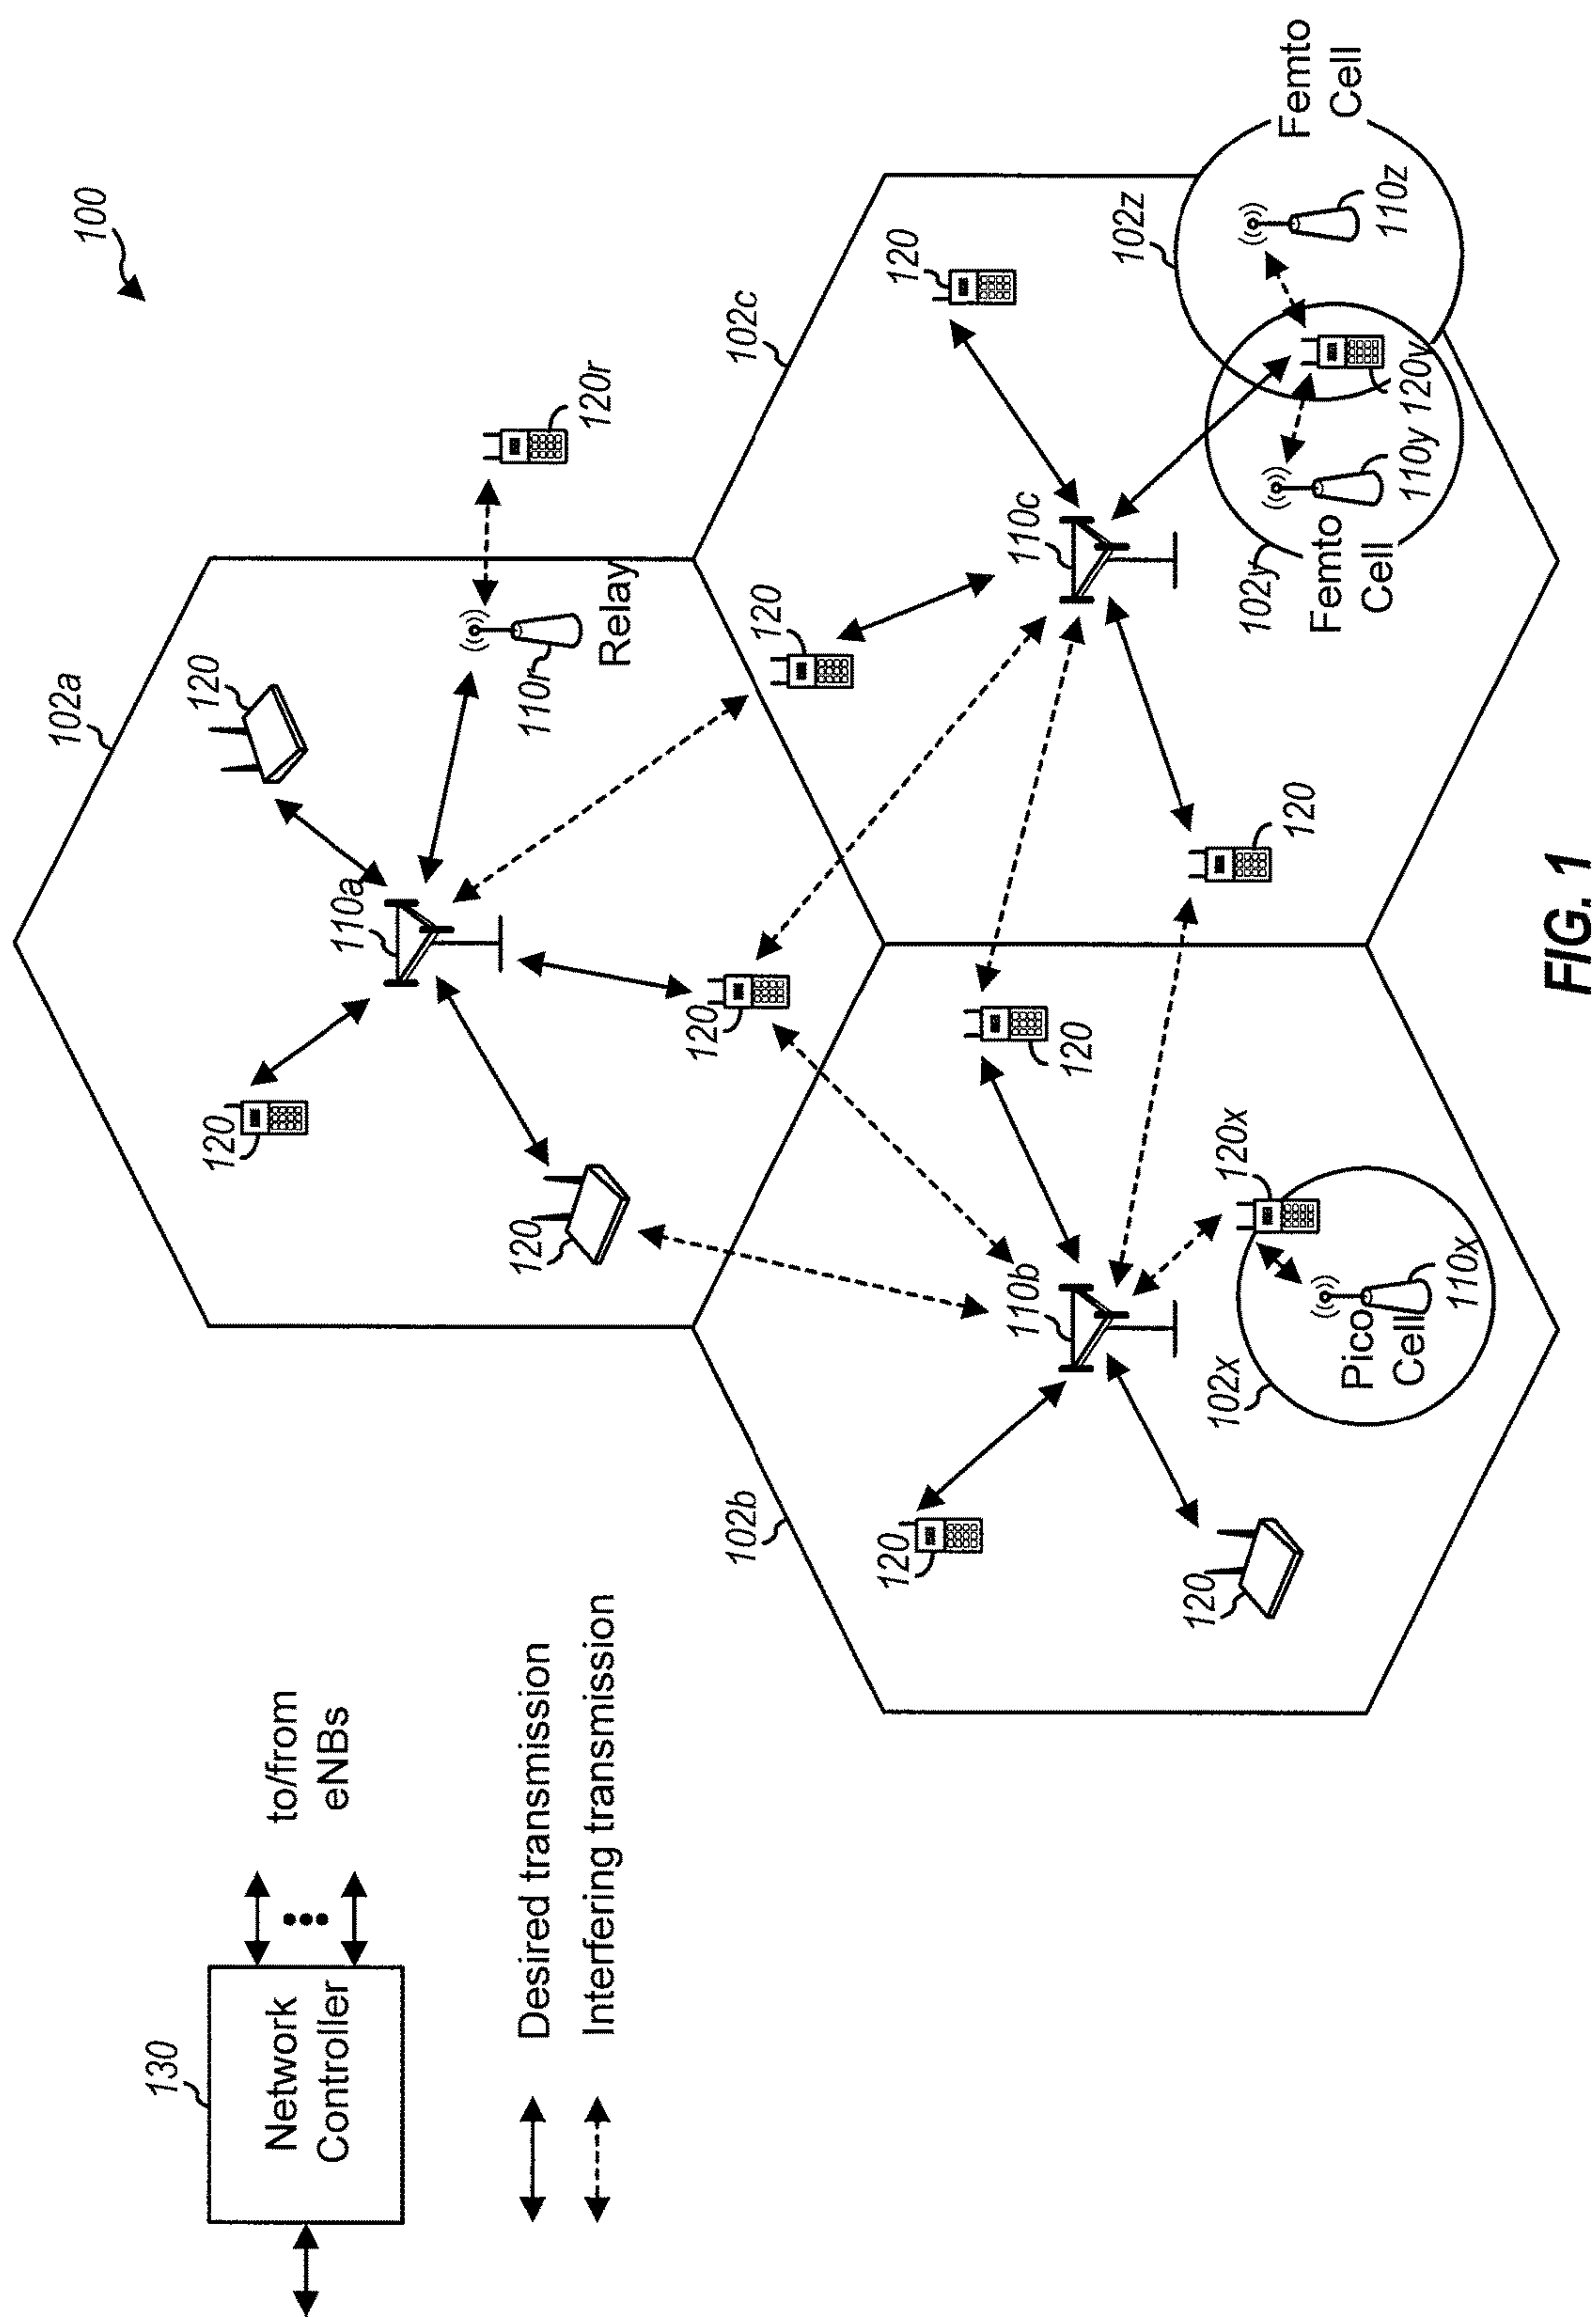 100
130
Network
Controller
to/from
eNBs
Desired transmission
Interfering transmission
102a
120
120
110a
120
110r
Relay
120r
120
120
102b
120
110b
120
120
120x
102x
Pico
Cell
110x
102c
120
120
110c
120
102y
Femto
Cell
110y
120y
102z
110z
Femto
Cell
FIG. 1